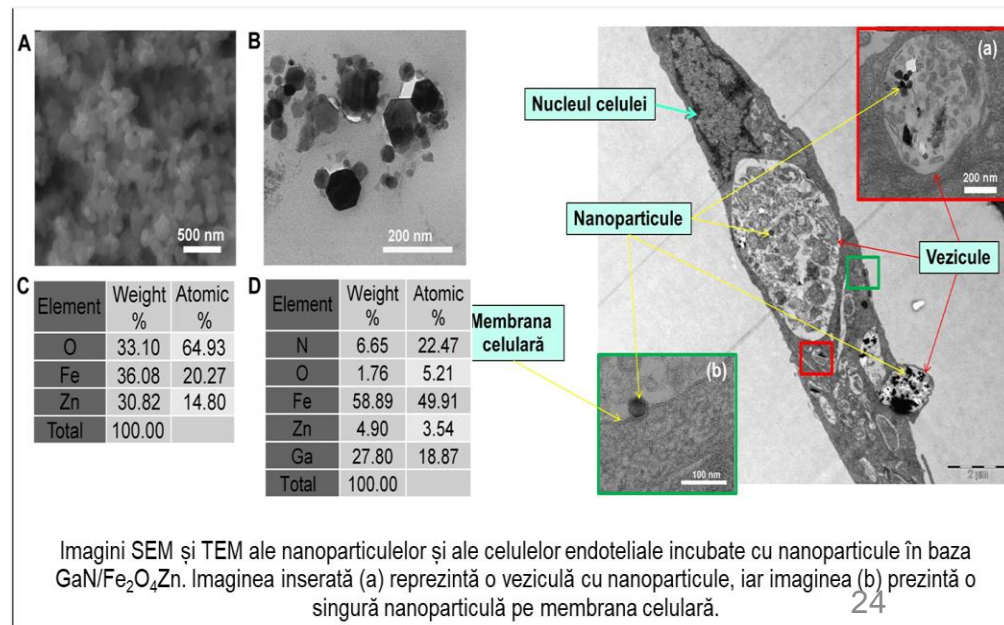 A
500 nm
B
200 nm
C
Element Weight % Atomic %
O 33.10 64.93
Fe 36.08 20.27
Zn 30.82 14.80
Total 100.00
D
Element Weight % Atomic %
N 6.65 22.47
O 1.76 5.21
Fe 58.89 49.91
Zn 4.90 3.54
Ga 27.80 18.87
Total 100.00
Nucleul celulei
Nanoparticule
Membrana
celulară
Vezicule
(a)
200 nm
(b)
100 nm
2 µm
Imagini SEM și TEM ale nanoparticulelor și ale celulelor endoteliale incubate cu nanoparticule în baza
GaN/Fe₂O₄Zn. Imaginea inserată (a) reprezintă o veziculă cu nanoparticule, iar imaginea (b) prezintă o
singură nanoparticulă pe membrana celulară.
24